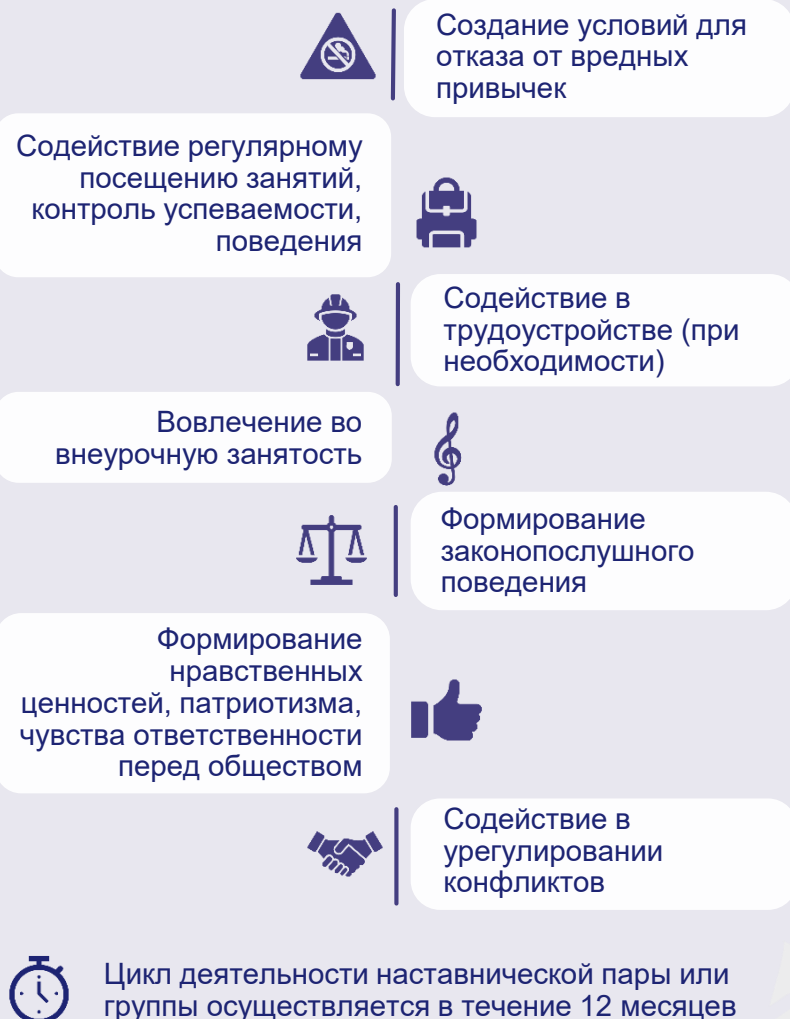 Создание условий для
отказа от вредных
привычек
Содействие регулярному
посещению занятий,
контроль успеваемости,
поведения
Содействие в
трудоустройстве (при
необходимости)
Вовлечение во
внеурочную занятость
Формирование
законопослушного
поведения
Формирование
нравственных
ценностей, патриотизма,
чувства ответственности
перед обществом
Содействие в
урегулировании
конфликтов
Цикл деятельности наставнической пары или
группы осуществляется в течение 12 месяцев